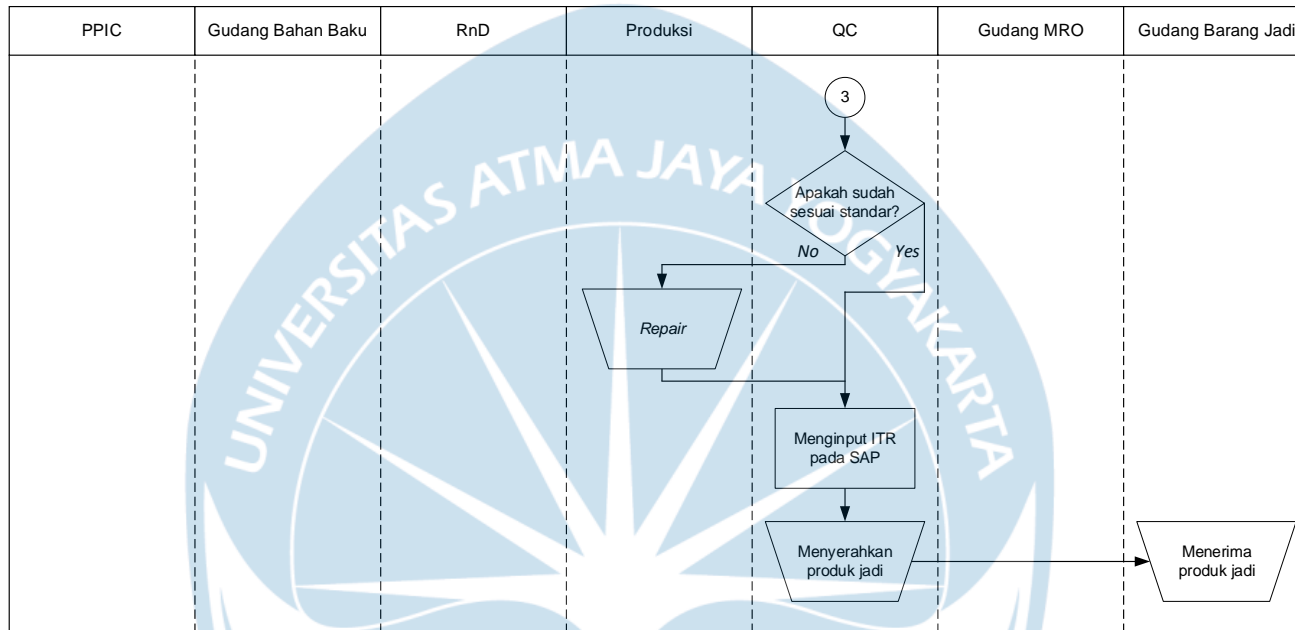 PPIC
Gudang Bahan Baku
RnD
Produksi
QC
Gudang MRO
Gudang Barang Jadi
3
Apakah sudah
sesuai standar?
No
Yes
Repair
Menginput ITR
pada SAP
Menyerahkan
produk jadi
Menerima
produk jadi
UNIVERSITAS ATMA JAYA YOGYAKARTA